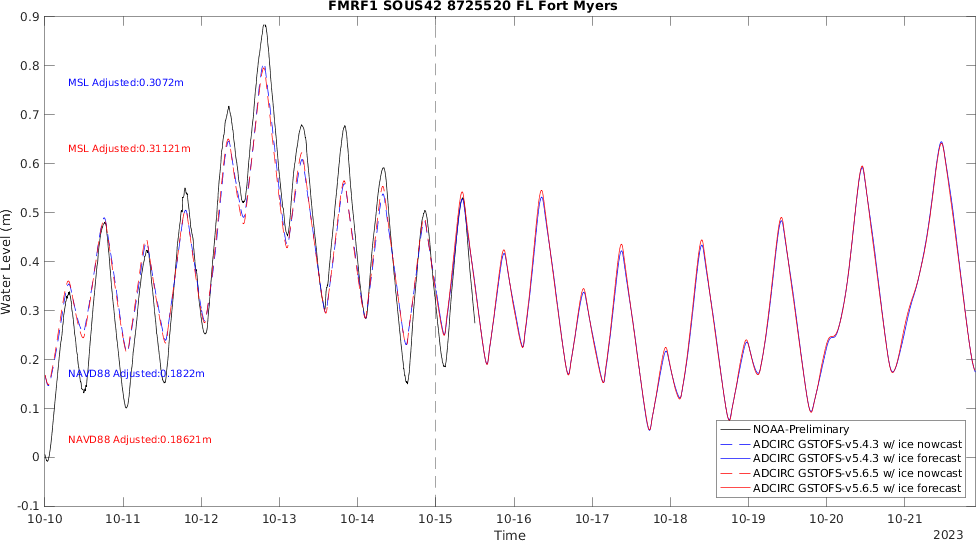 FMRF1 SOUS42 8725520 FL Fort Myers
0.9
0.8
0.7
0.6
0.5
0.4
0.3
0.2
0.1
0
-0.1
Water Level (m)
MSL Adjusted:0.3072m
MSL Adjusted:0.31121m
NAVD88 Adjusted:0.1822m
NAVD88 Adjusted:0.18621m
NOAA-Preliminary
ADCIRC GSTOFS-v5.4.3 w/ ice nowcast
ADCIRC GSTOFS-v5.4.3 w/ ice forecast
ADCIRC GSTOFS-v5.6.5 w/ ice nowcast
ADCIRC GSTOFS-v5.6.5 w/ ice forecast
10-10 10-11 10-12 10-13 10-14 10-15 10-16 10-17 10-18 10-19 10-20 10-21
Time
2023